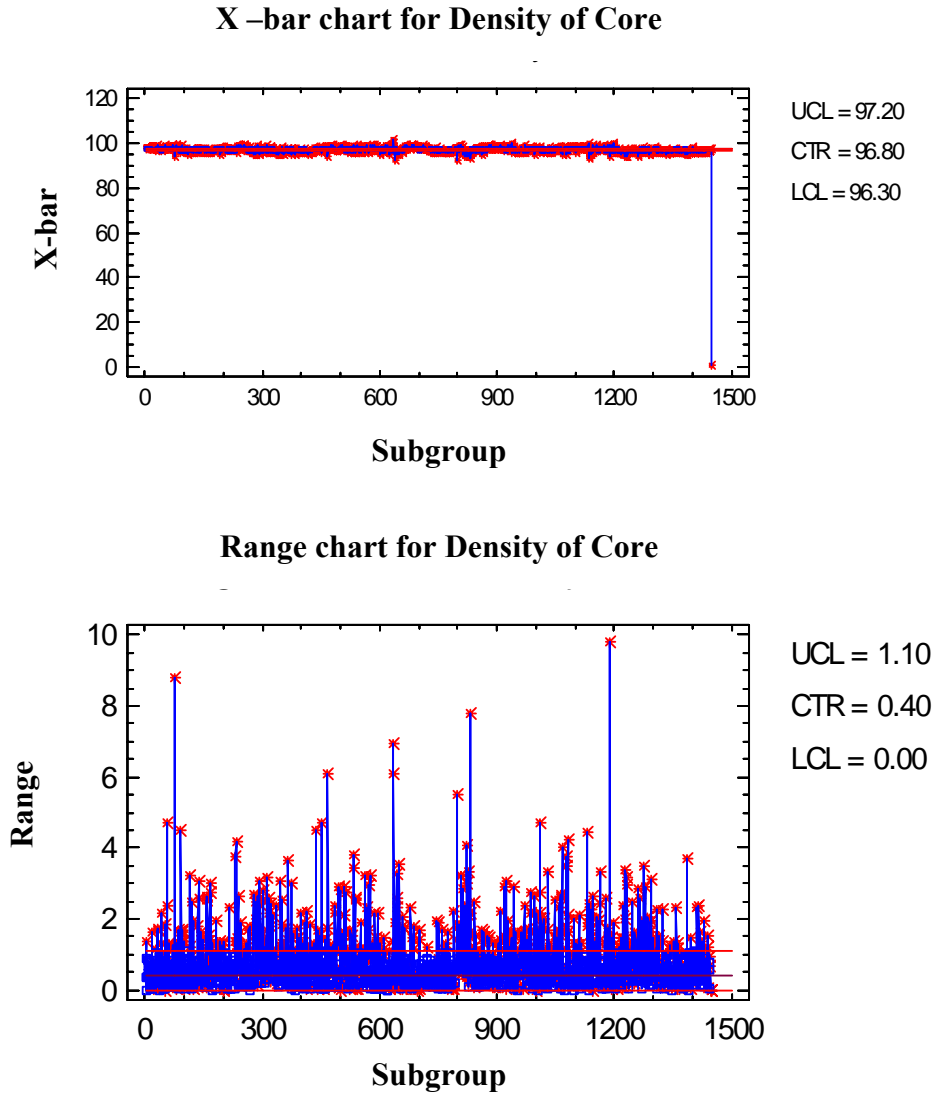 X –bar chart for Density of Core
120
100
80
60
40
20
0
X-bar
0 300 600 900 1200 1500
Subgroup
UCL = 97.20
CTR = 96.80
LCL = 96.30
Range chart for Density of Core
10
8
6
4
2
0
Range
0 300 600 900 1200 1500
Subgroup
UCL = 1.10
CTR = 0.40
LCL = 0.00